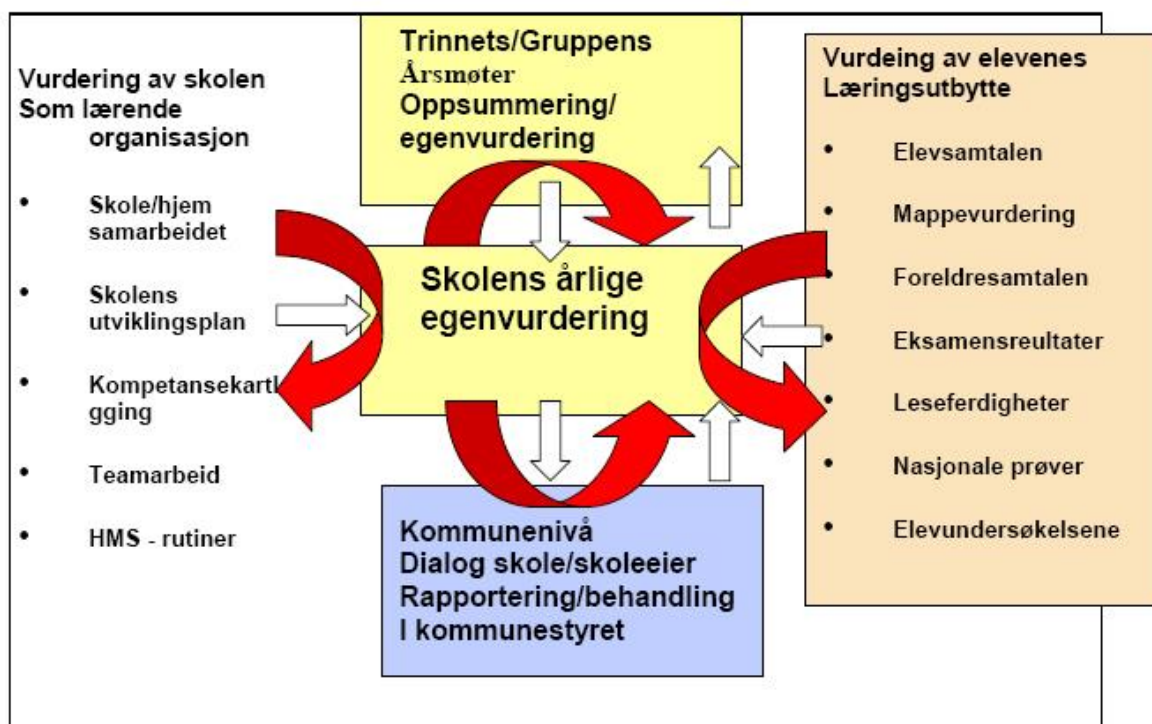 Vurdering av skolen
Som lærende
organisasjon
• Skole/hjem
samarbeidet
• Skolens
utviklingsplan
• Kompetansekartl
gging
• Teamarbeid
• HMS - rutiner
Trinnets/Gruppens
Årsmøter
Oppsummering/
egenvurdering
Skolens årlige
egenvurdering
Kommunenivå
Dialog skole/skoleeier
Rapportering/behandling
I kommunestyret
Vurdeing av elevenes
Læringsutbytte
• Elevsamtalen
• Mappevurdering
• Foreldresamtalen
• Eksamensreultater
• Leseferdigheter
• Nasjonale prøver
• Elevundersøkelsene